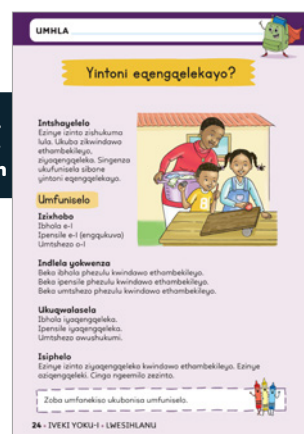 UMHLA
Yintoni eqengqelekayo?
Intshayelelo
Ezinye izinto zishukuma
lula. Ukuba zikwindawo
ethambekileyo,
ziyaqengqeleka. Singenza
ukufunisela sibone
yintoni eqengqelekayo.
Umfuniselo
Izixhobo
Ibhola e-1
Ipensile e-1 (engqukuva)
Umtshezo o-1
Indlela yokwenza
Beka ibhola phezulu kwindawo ethambekileyo.
Beka ipensile phezulu kwindawo ethambekileyo.
Beka umtshezo phezulu kwindawo ethambekileyo.
Ukuqwalasela
Ibhola iyaqengqeleka.
Ipensile iyaqengqeleka.
Umtshezo awushukumi.
Isiphelo
Ezinye izinto ziyaqengqeleka kwindawo ethambekileyo. Ezinye
aziqengqeleki. Cinga ngeemilo zezinto.
Zoba umfanekiso ukubonisa umfuniselo.
24 • IVEKI YOKU-1 • LWESIHLANU